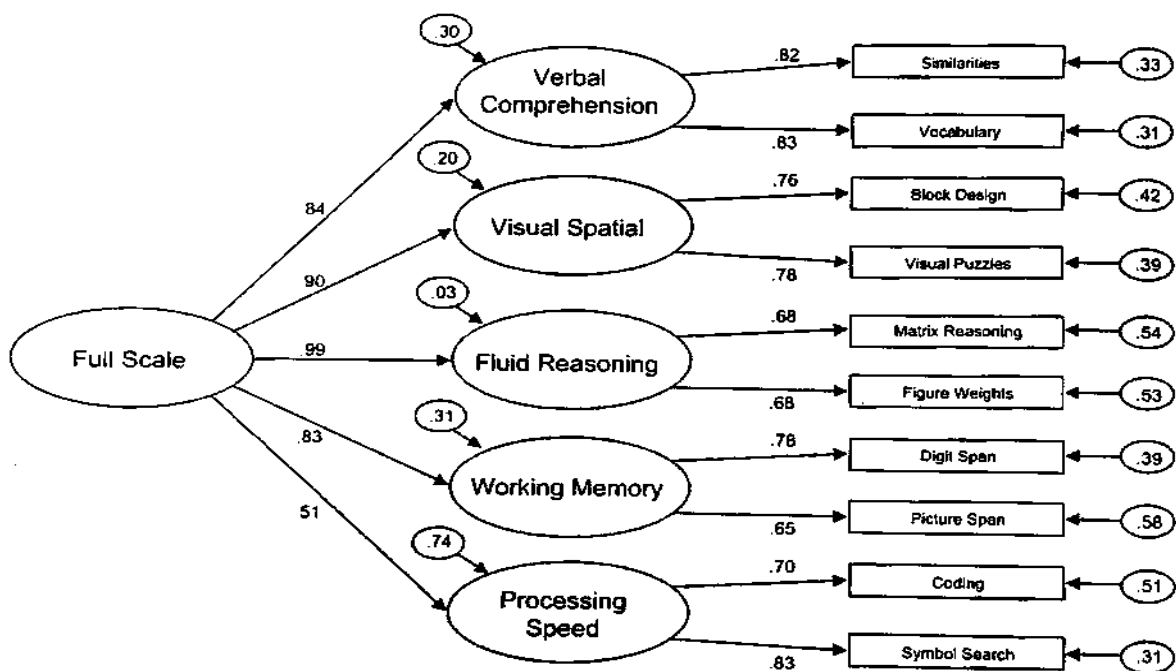 .30
.82
Similarities
.33
Verbal
Comprehension
Vocabulary
.31
.83
.20
.76
Block Design
.42
84
Visual Spatial
90
Visual Puzzles
.39
.78
.03
.68
Matrix Reasoning
.54
Full Scale
.99
Fluid Reasoning
Figure Weights
.53
.68
.31
.83
.78
Digit Span
.39
Working Memory
51
Picture Span
.58
.65
.74
.70
Coding
.51
Processing
Speed
Symbol Search
.31
.83